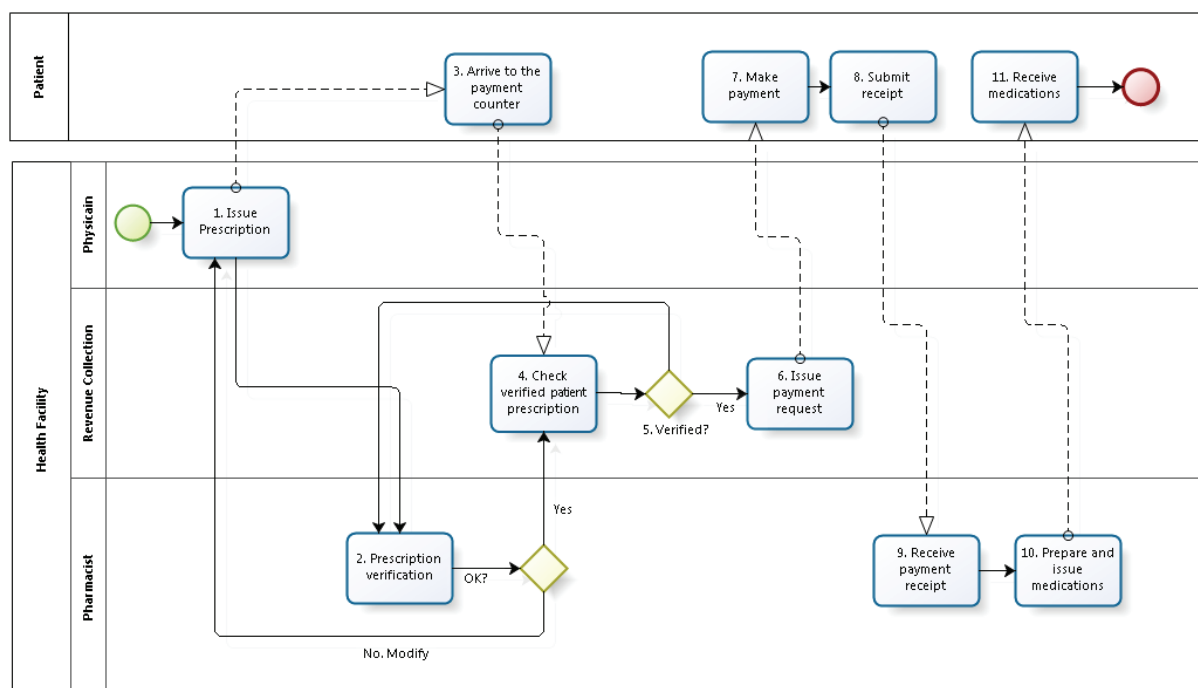 Patient
3. Arrive to the
payment
counter
7. Make
payment
8. Submit
receipt
11. Receive
medications
Health Facility
Physicain
1. Issue
Prescription
Revenue Collection
4. Check
verified patient
prescription
5. Verified?
Yes
6. Issue
payment
request
Pharmacist
2. Prescription
verification
OK?
Yes
No. Modify
9. Receive
payment
receipt
10. Prepare and
issue
medications